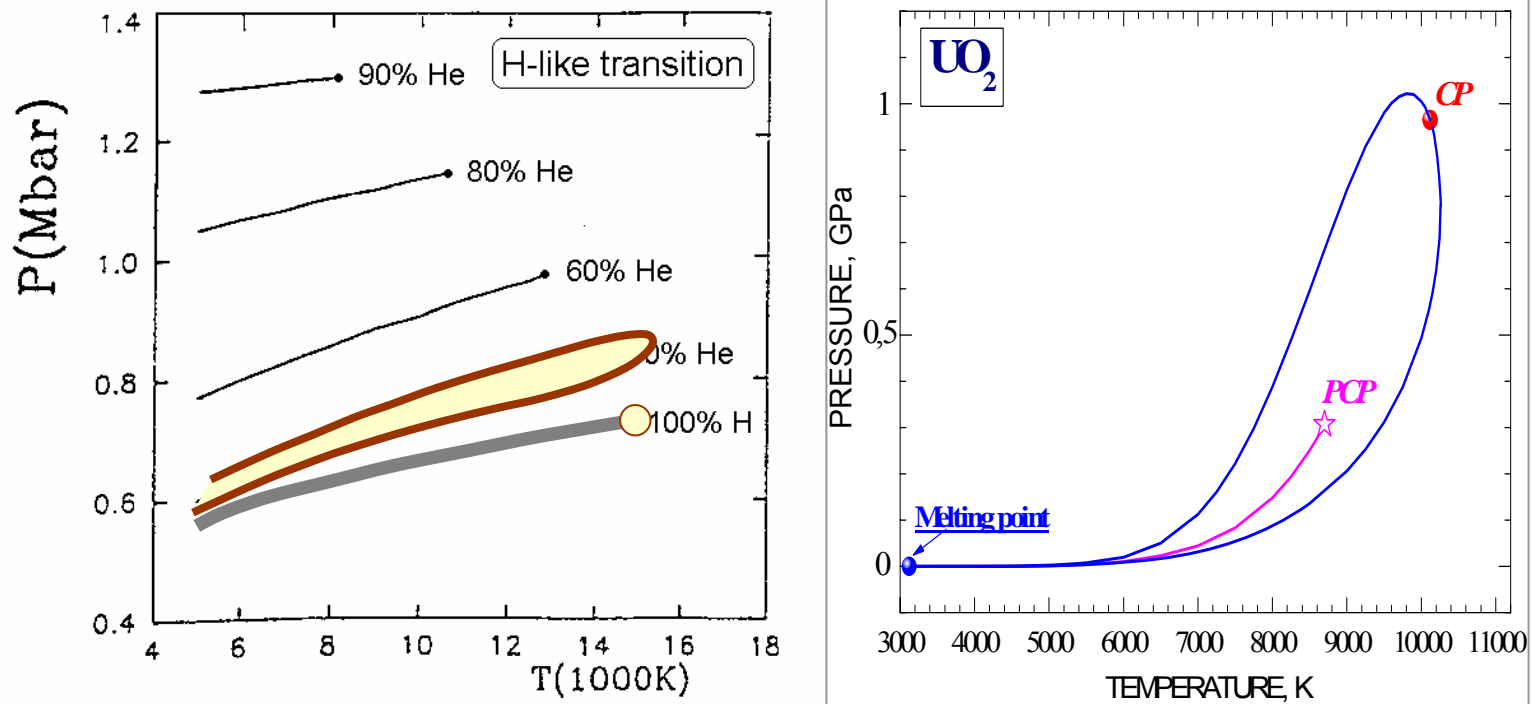 1.4
H-like transition
90% He
1.2
80% He
P(Mbar)
1.0
60% He
0% He
0.8
100% H
0.6
0.4
4
6
8
10
12
14
16
18
T(1000K)
UO2
CP
1
PRESSURE, GPa
0,5
PCP
Melting point
0
3000 4000 5000 6000 7000 8000 9000 10000 11000
TEMPERATURE, K